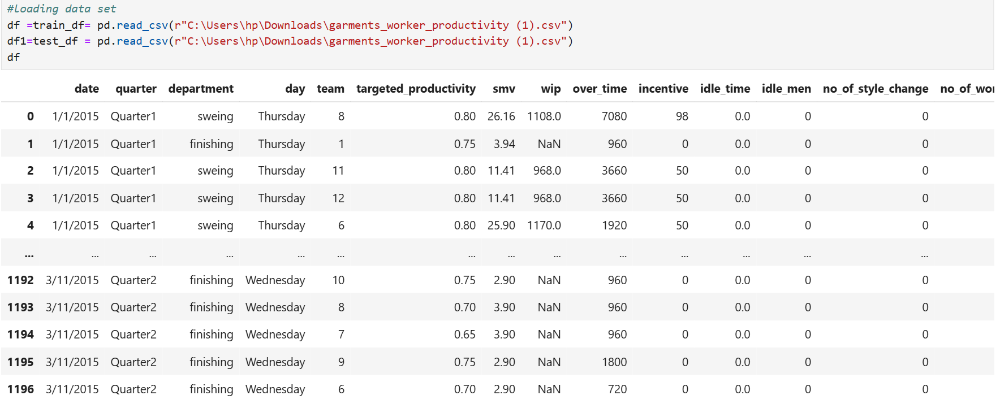 #loading data set
df =train_df= pd.read_csv(r"C:\Users\hp\Downloads\garments_worker_productivity (1).csv")
df1=test_df = pd.read_csv(r"C:\Users\hp\Downloads\garments_worker_productivity (1).csv")
df
date quarter department day team targeted_productivity smv wip over_time incentive idle_time idle_men no_of_style_change no_of_wor
0 1/1/2015 Quarter1 sweing Thursday 8 0.80 26.16 1108.0 7080 98 0.0 0 0
1 1/1/2015 Quarter1 finishing Thursday 1 0.75 3.94 NaN 960 0 0.0 0 0
2 1/1/2015 Quarter1 sweing Thursday 11 0.80 11.41 968.0 3660 50 0.0 0 0
3 1/1/2015 Quarter1 sweing Thursday 12 0.80 11.41 968.0 3660 50 0.0 0 0
4 1/1/2015 Quarter1 sweing Thursday 6 0.80 25.90 1170.0 1920 50 0.0 0 0
... ... ... ... ... ... ... ... ... ... ... ... ... ...
1192 3/11/2015 Quarter2 finishing Wednesday 10 0.75 2.90 NaN 960 0 0.0 0 0
1193 3/11/2015 Quarter2 finishing Wednesday 8 0.70 3.90 NaN 960 0 0.0 0 0
1194 3/11/2015 Quarter2 finishing Wednesday 7 0.65 3.90 NaN 960 0 0.0 0 0
1195 3/11/2015 Quarter2 finishing Wednesday 9 0.75 2.90 NaN 1800 0 0.0 0 0
1196 3/11/2015 Quarter2 finishing Wednesday 6 0.70 2.90 NaN 720 0 0.0 0 0